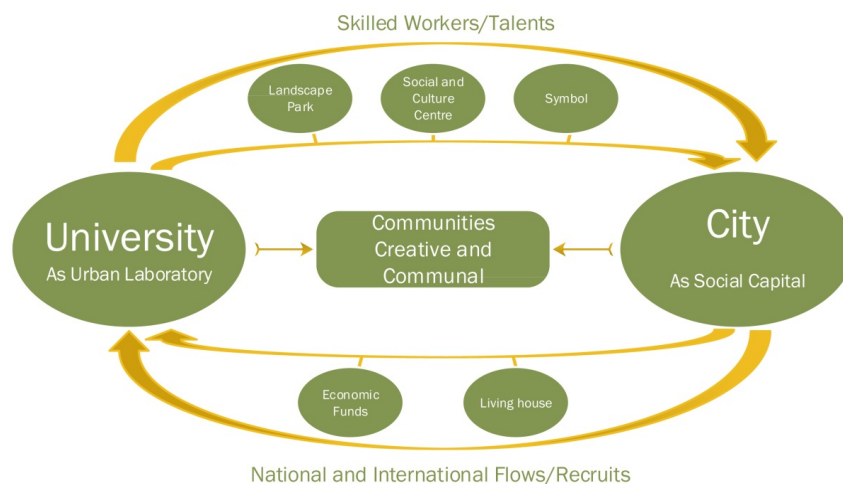 Skilled Workers/Talents
Landscape
Park
Social and
Culture
Centre
Symbol
University
As Urban Laboratory
Communities
Creative and
Communal
City
As Social Capital
Economic
Funds
Living house
National and International Flows/Recruits